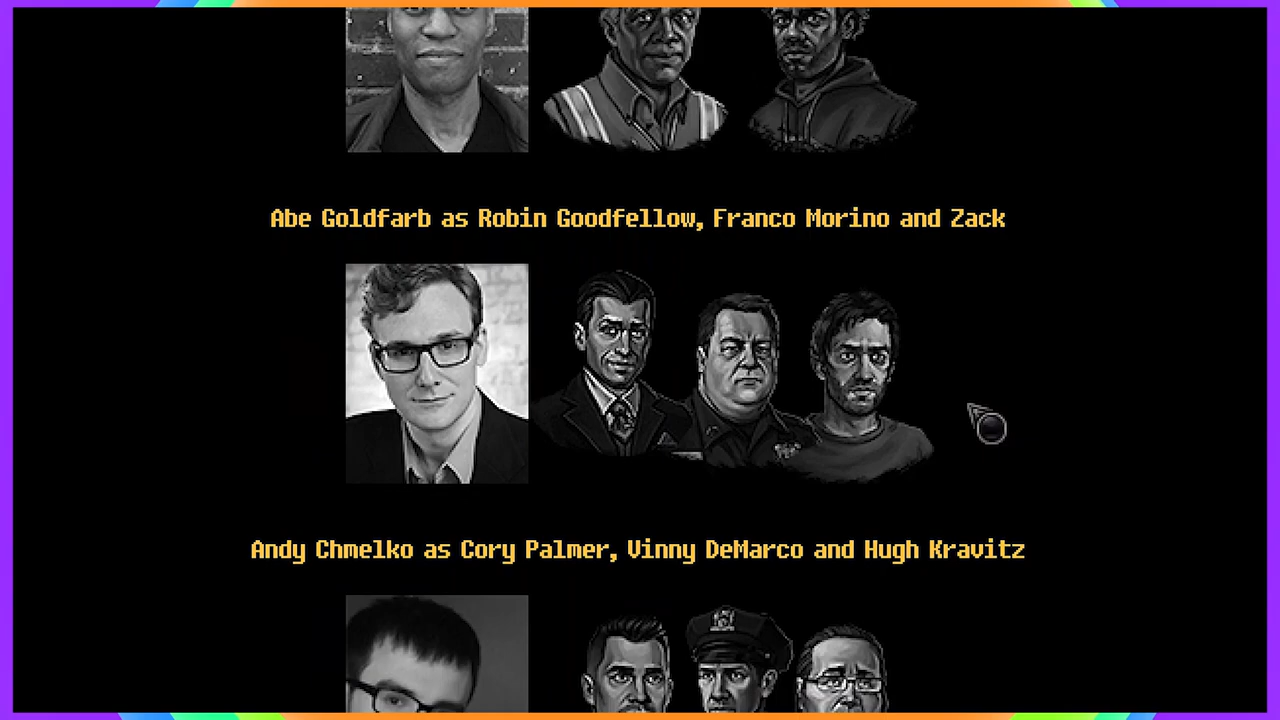 Abe Goldfarb as Robin Goodfellow, Franco Morino and Zack
Andy Chmelko as Cory Palmer, Vinny DeMarco and Hugh Kravitz